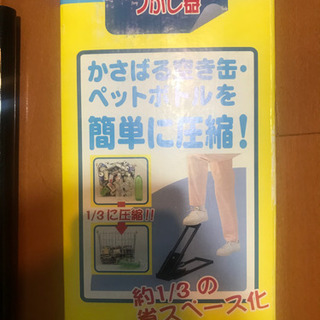 つぶし缶
かさばる空き缶・
ペットボトルを
簡単に圧縮!
1/3に圧縮!!
約1/3の
省スペース化